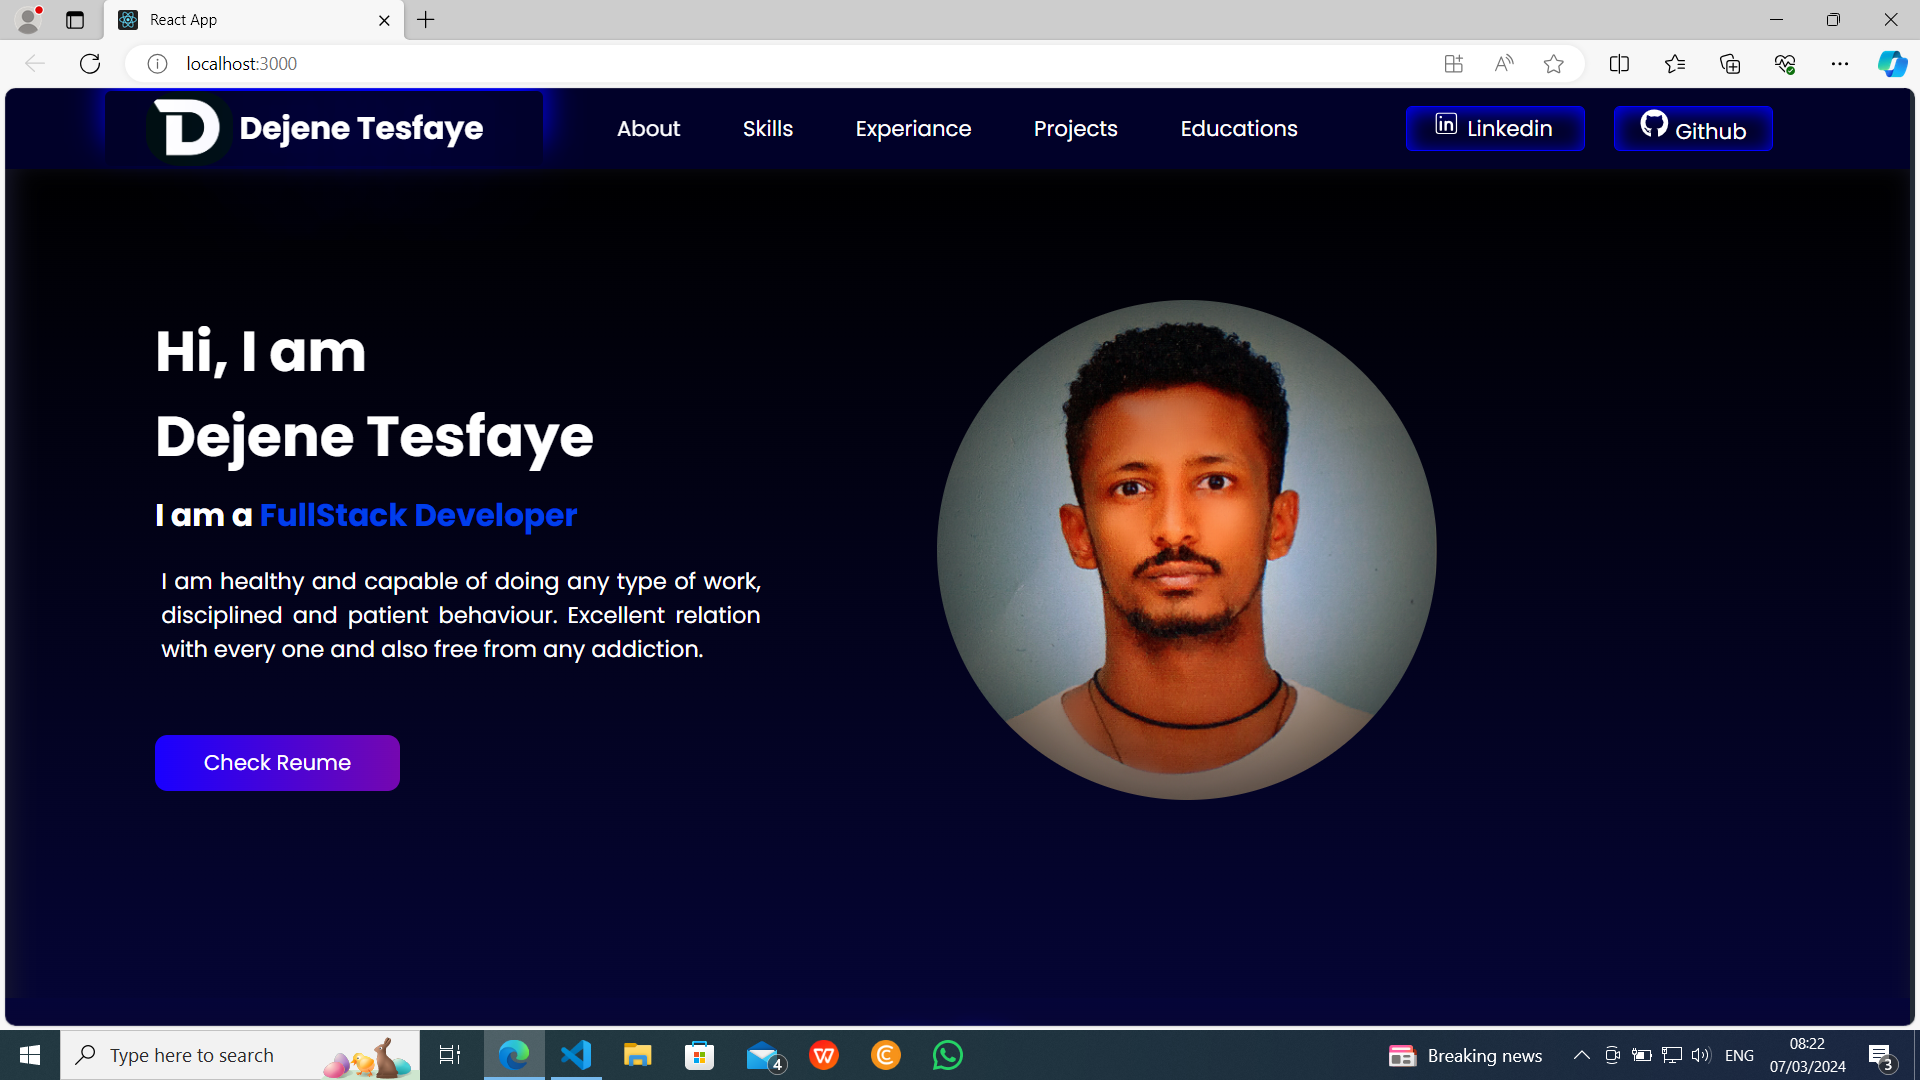 React App
localhost:3000
D Dejene Tesfaye
About
Skills
Experiance
Projects
Educations
in Linkedin
Github
Hi, I am
Dejene Tesfaye
I am a FullStack Developer
I am healthy and capable of doing any type of work,
disciplined and patient behaviour. Excellent relation
with every one and also free from any addiction.
Check Reume
Type here to search
4
W
C
Breaking news
ENG
08:22
07/03/2024
3